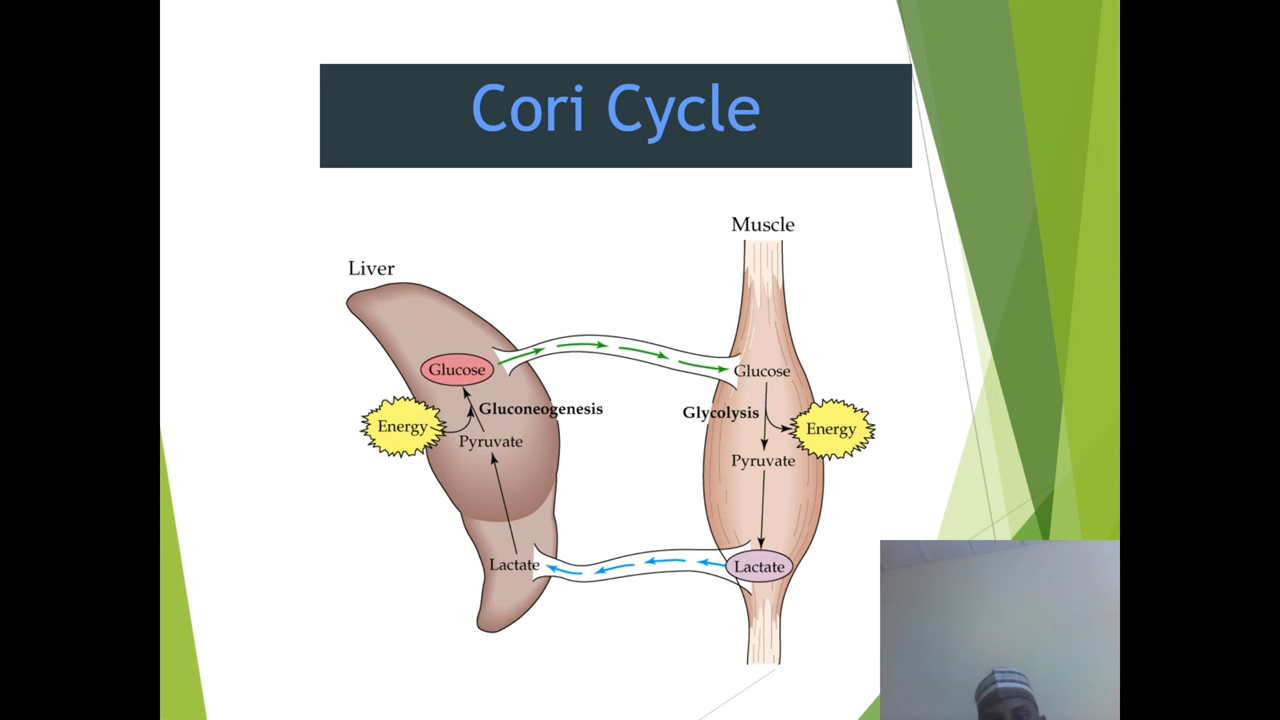 Cori Cycle
Muscle
Liver
Glucose
Glucose
Gluconeogenesis
Glycolysis
Energy
Energy
Pyruvate
Pyruvate
Lactate
Lactate